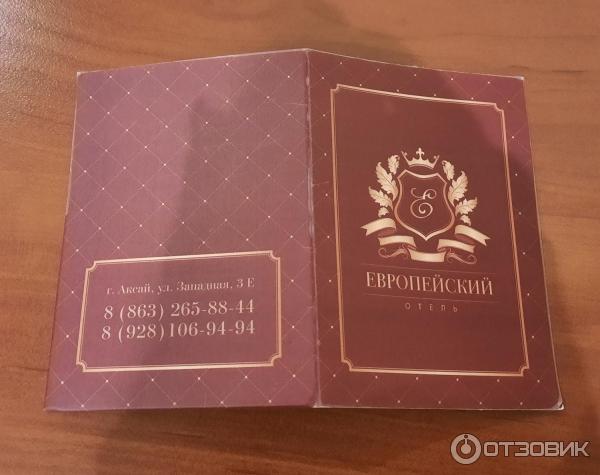 г. Аксай, ул. Западная, 3 Е
8 (863) 265-88-44
8 (928) 106-94-94
Е
ЕВРОПЕЙСКИЙ
ОТЕЛЬ
ОТЗОВИК